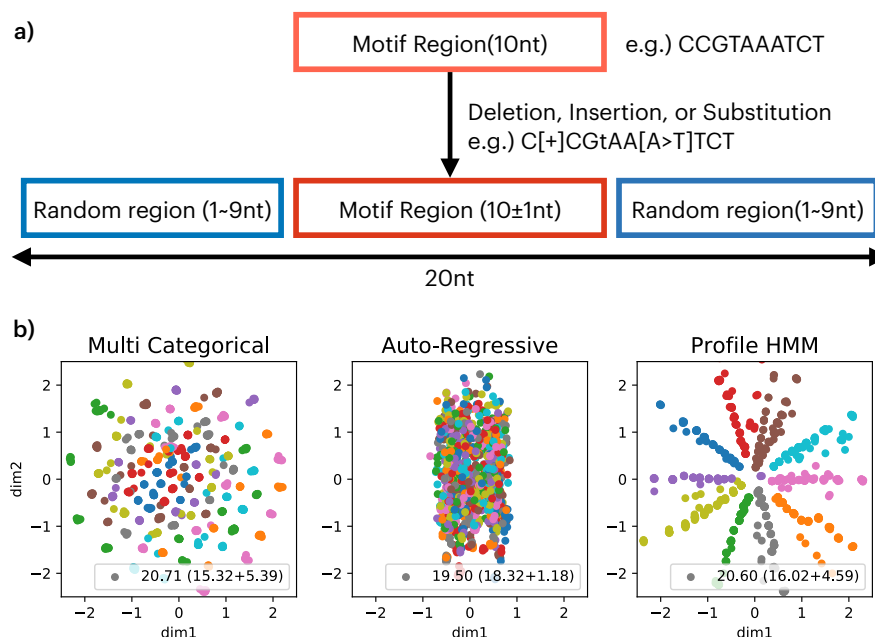 a)
Motif Region(10nt)
e.g.) CCGTAAATCT
Deletion, Insertion, or Substitution
e.g.) C[+]CGtAA[A>T]TCT
Random region (1~9nt)
Motif Region (10±1nt)
Random region(1~9nt)
20nt
b)
Multi Categorical
Auto-Regressive
Profile HMM
dim2
2
1
0
−1
−2
20.71 (15.32+5.39)
−2 −1 0 1 2
dim1
2
1
0
−1
−2
19.50 (18.32+1.18)
−2 −1 0 1 2
dim1
2
1
0
−1
−2
20.60 (16.02+4.59)
−2 −1 0 1 2
dim1